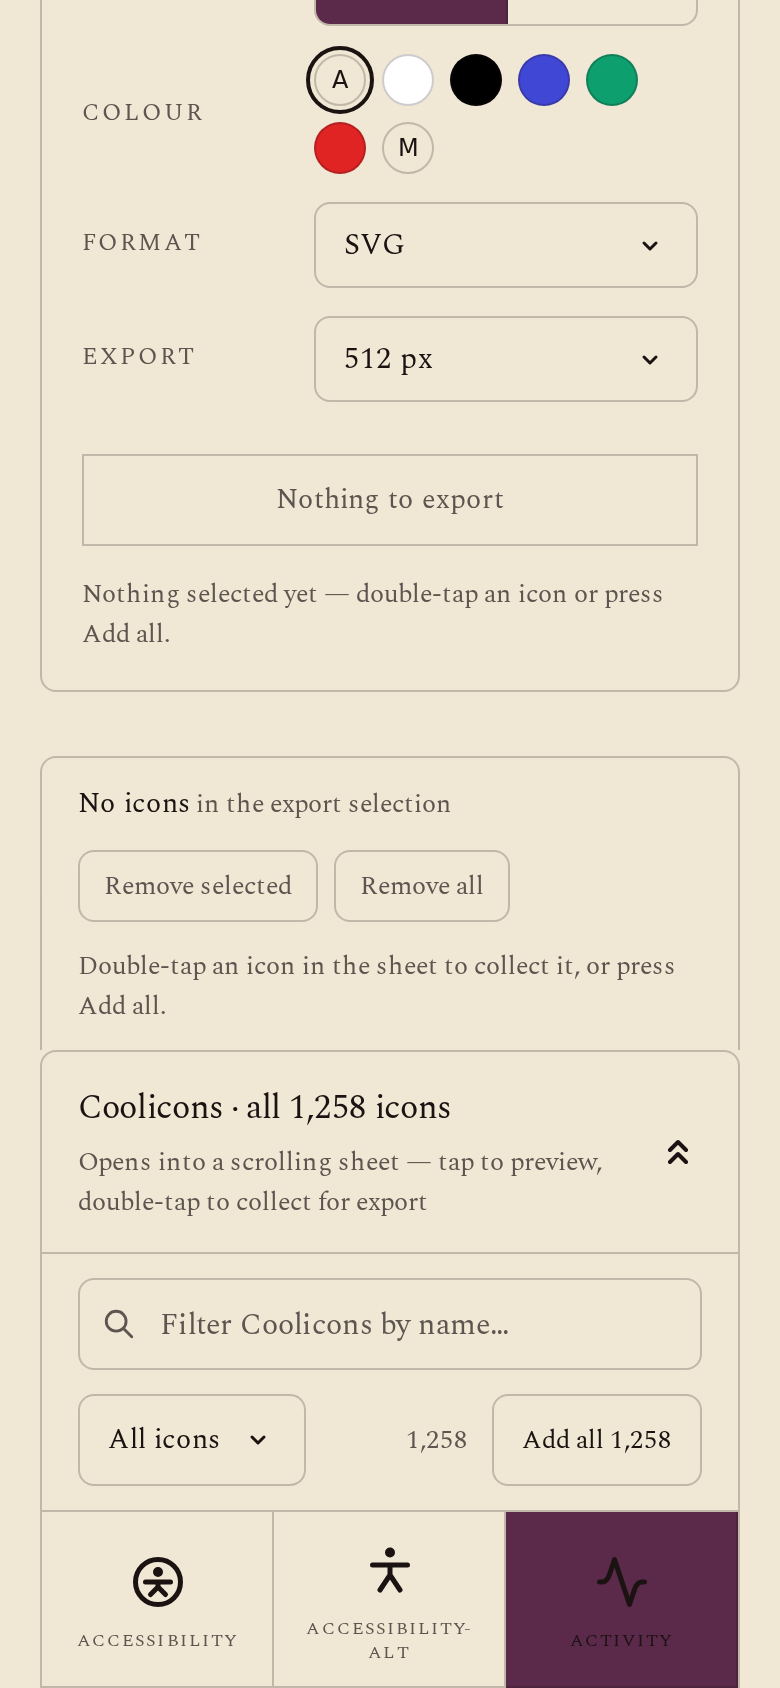 A
COLOUR
M
FORMAT
SVG
EXPORT
512 px
Nothing to export
Nothing selected yet — double-tap an icon or press
Add all.
No icons in the export selection
Remove selected
Remove all
Double-tap an icon in the sheet to collect it, or press
Add all.
Coolicons · all 1,258 icons
Opens into a scrolling sheet — tap to preview,
double-tap to collect for export
Filter Coolicons by name…
All icons
1,258
Add all 1,258
ACCESSIBILITY
ACCESSIBILITY-
ALT
ACTIVITY